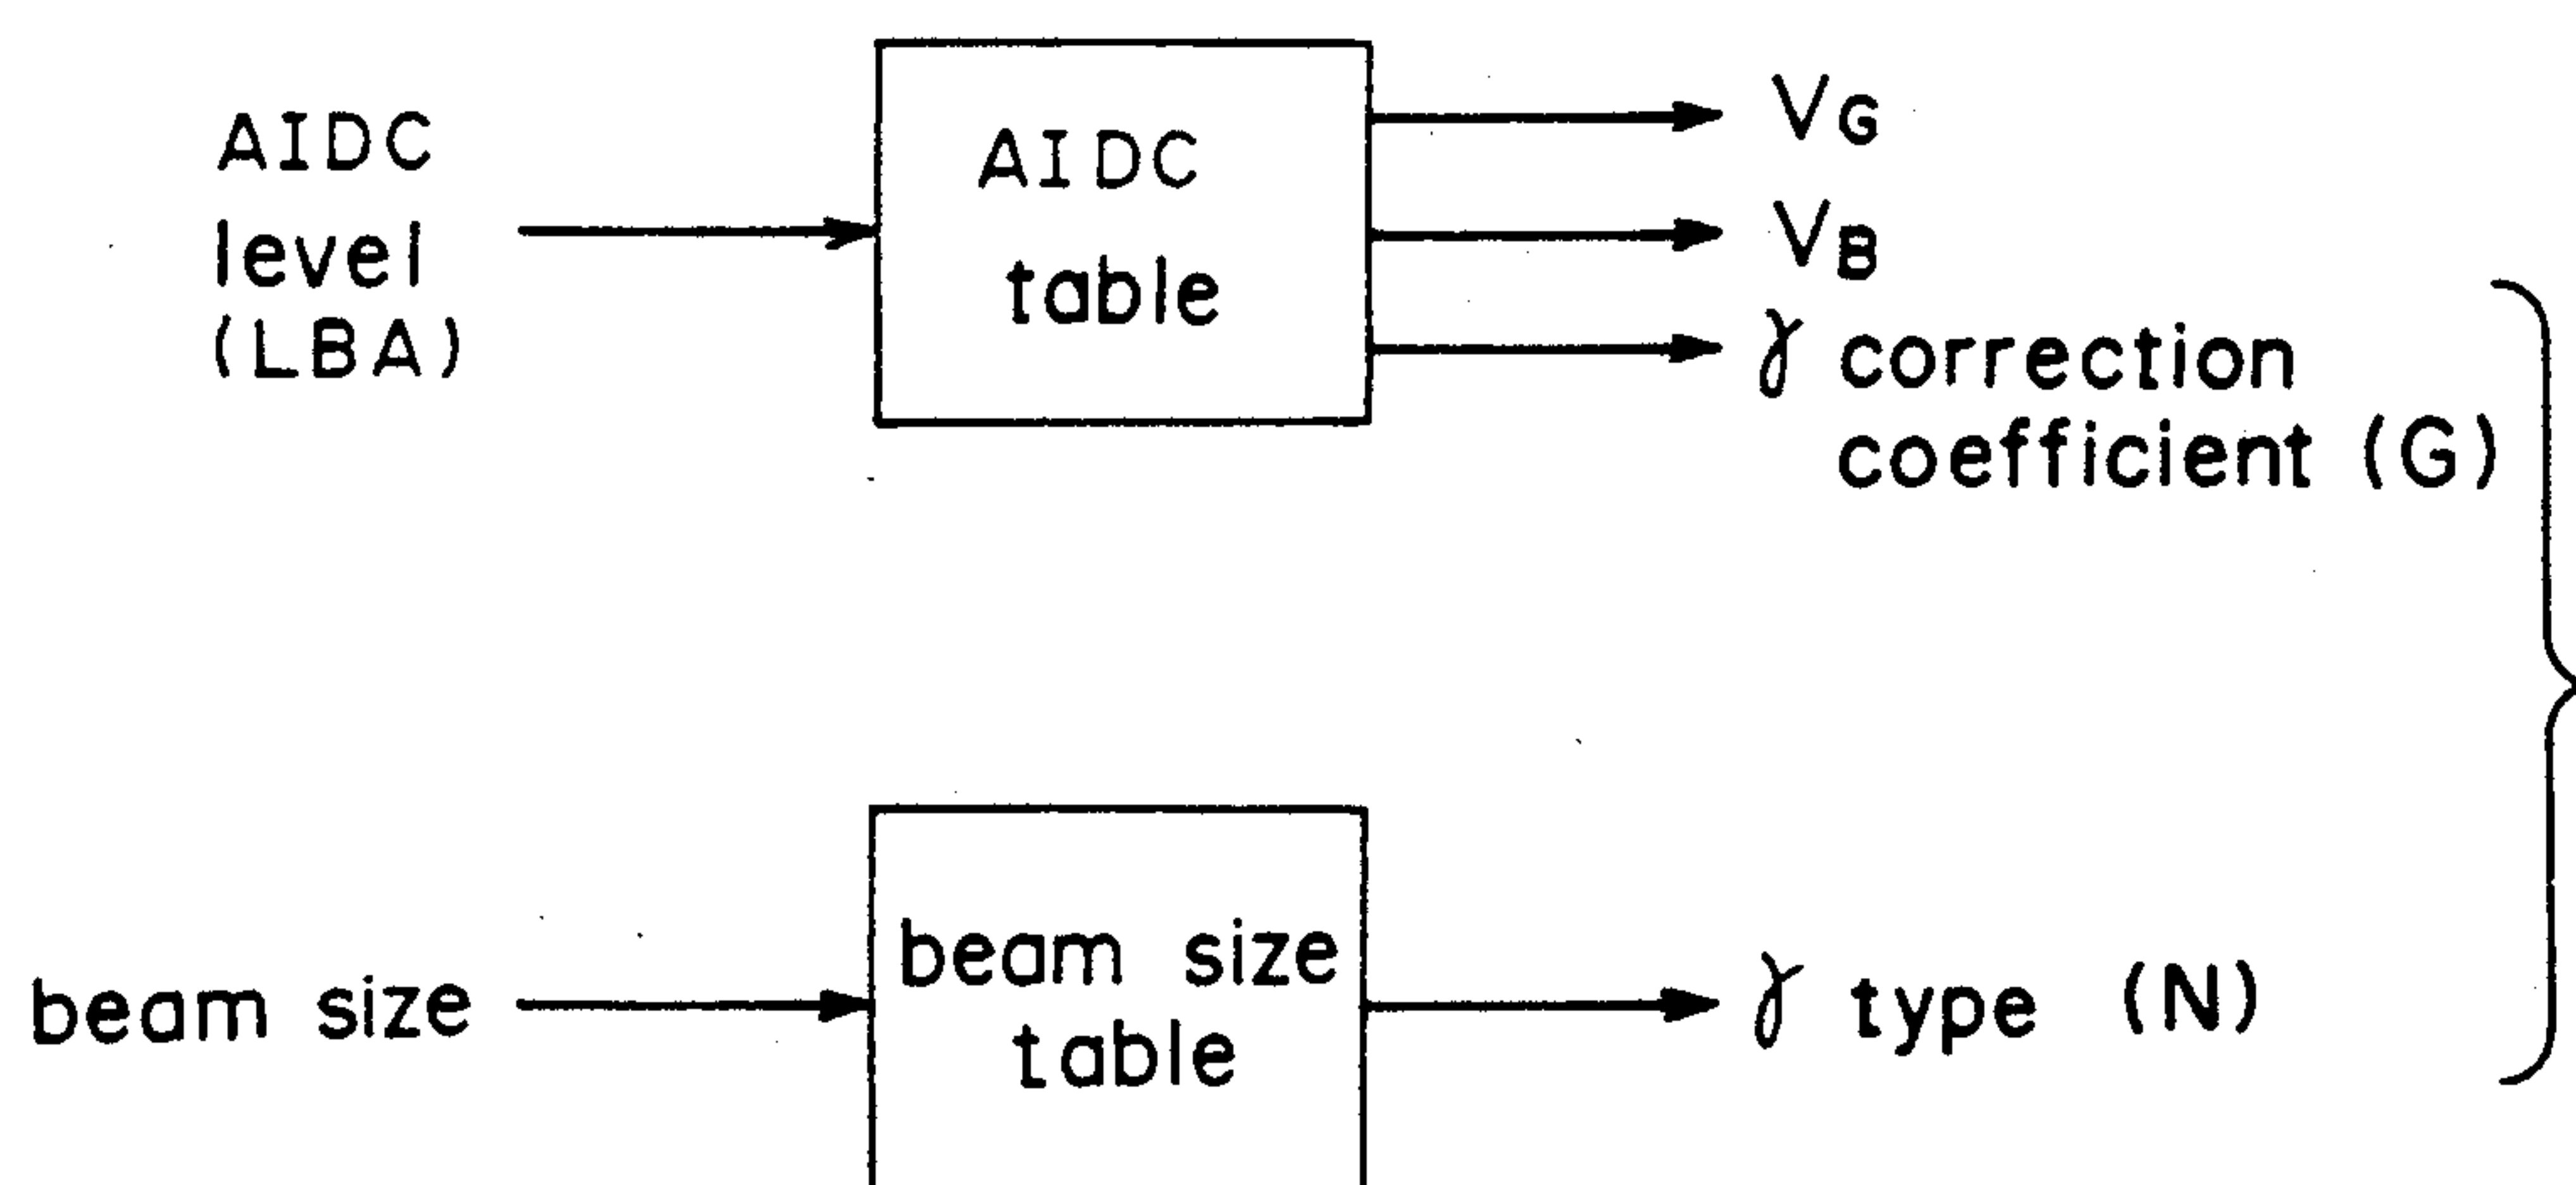 AIDC
level
(LBA)
AIDC
table
VG
VB
γ correction
coefficient (G)
beam size
beam size
table
γ type (N)